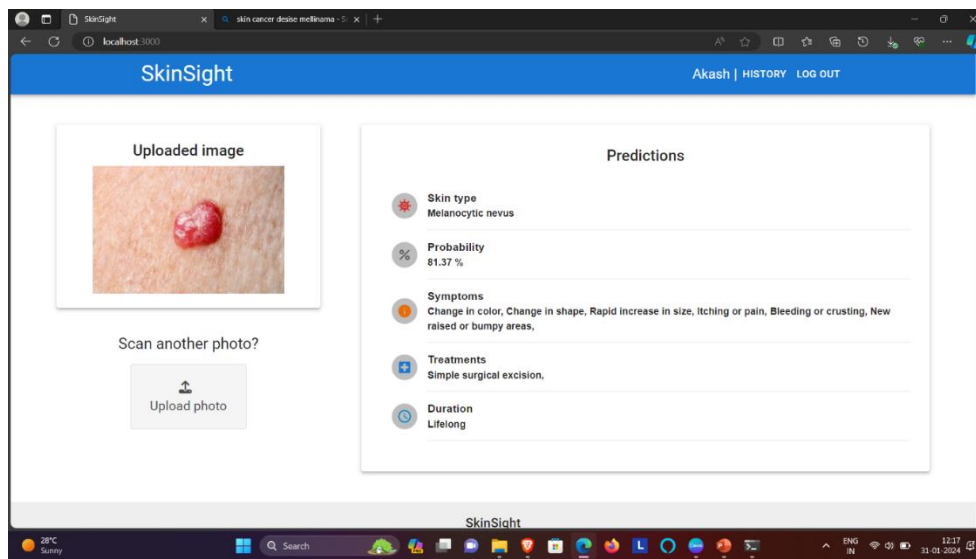 SkinSight
skin cancer desise mellinama - S
localhost:3000
SkinSight
Akash | HISTORY LOG OUT
Uploaded image
Scan another photo?
Upload photo
Predictions
Skin type
Melanocytic nevus
Probability
81.37 %
Symptoms
Change in color, Change in shape, Rapid increase in size, Itching or pain, Bleeding or crusting, New
raised or bumpy areas,
Treatments
Simple surgical excision,
Duration
Lifelong
SkinSight
28°C
Sunny
Search
ENG
IN
12:17
31-01-2024